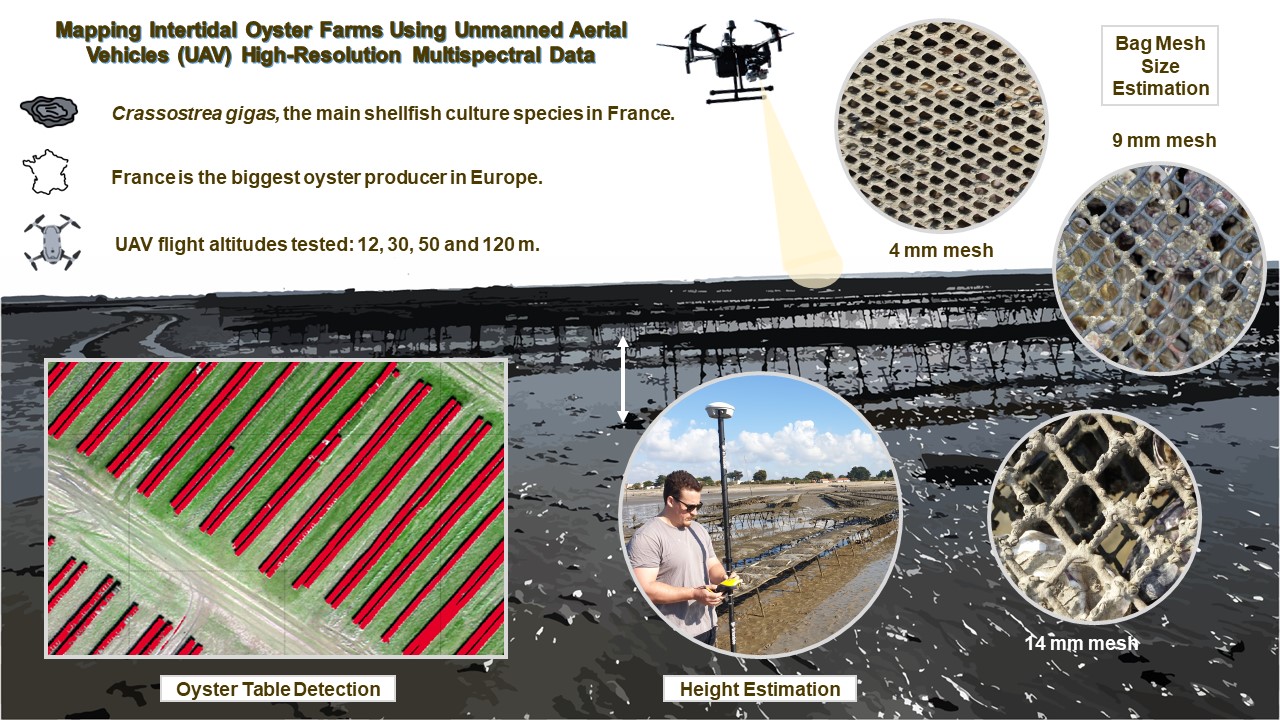 Mapping Intertidal Oyster Farms Using Unmanned Aerial
Vehicles (UAV) High-Resolution Multispectral Data
Crassostrea gigas, the main shellfish culture species in France.
France is the biggest oyster producer in Europe.
UAV flight altitudes tested: 12, 30, 50 and 120 m.
Bag Mesh
Size
Estimation
9 mm mesh
4 mm mesh
14 mm mesh
Oyster Table Detection
Height Estimation